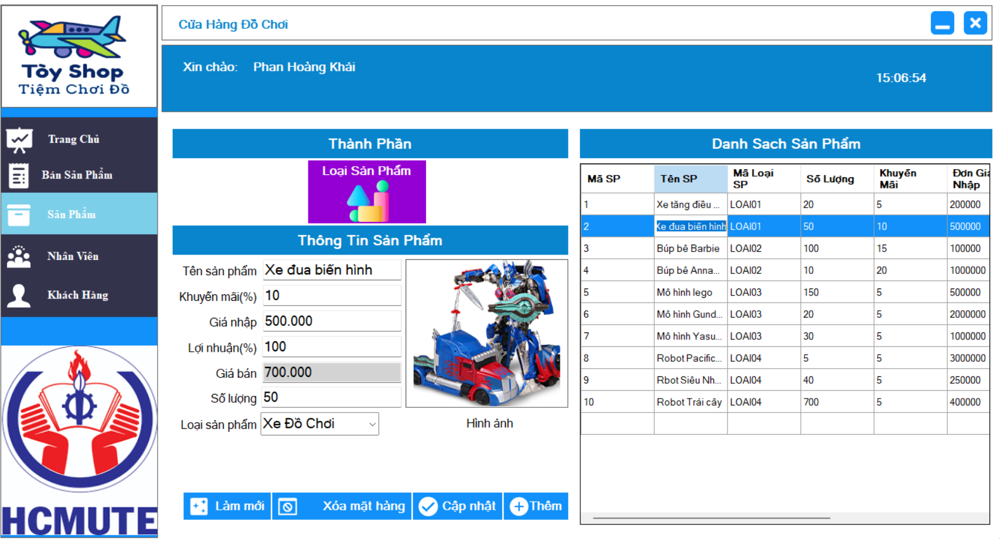 Tòy Shop
Tiệm Chơi Đồ
Trang Chủ
Bán Sản Phẩm
Sản Phẩm
Nhân Viên
Khách Hàng
HCMUTE
Cửa Hàng Đồ Chơi
Xin chào: Phan Hoàng Khải
15:06:54
Thành Phần
Loại Sản Phẩm
Thông Tin Sản Phẩm
Tên sản phẩm Xe đua biến hình
Khuyến mãi(%) 10
Giá nhập 500.000
Lợi nhuận(%) 100
Giá bán 700.000
Số lượng 50
Loại sản phẩm Xe Đồ Chơi
Hình ảnh
Làm mới Xóa mặt hàng Cập nhật Thêm
Danh Sach Sản Phẩm
Mã SP Tên SP Mã Loại SP Số Lượng Khuyến Mãi Đơn Giá Nhập
1 Xe tăng điều ... LOAI01 20 5 200000
2 Xe đua biến hình LOAI01 50 10 500000
3 Búp bê Barbie LOAI02 100 15 100000
4 Búp bê Anna... LOAI02 10 20 1000000
5 Mô hình lego LOAI03 150 5 500000
6 Mô hình Gund... LOAI03 20 5 2000000
7 Mô hình Yasu... LOAI03 30 5 1000000
8 Robot Pacific... LOAI04 5 5 3000000
9 Rbot Siêu Nh... LOAI04 40 5 250000
10 Robot Trái cây LOAI04 700 5 400000